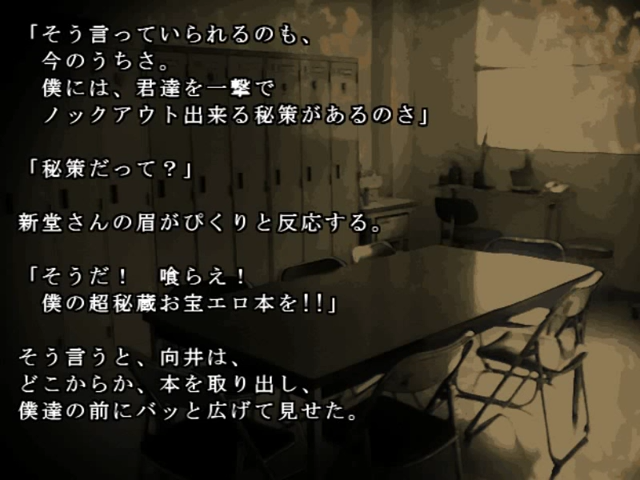 「そう言っていられるのも、
今のうちさ。
僕には、君達を一撃で
ノックアウト出来る秘策があるのさ」
「秘策だって？」
新堂さんの眉がぴくりと反応する。
「そうだ！　喰らえ！
僕の超秘蔵お宝エロ本を!!」
そう言うと、向井は、
どこからか、本を取り出し、
僕達の前にバッと広げて見せた。